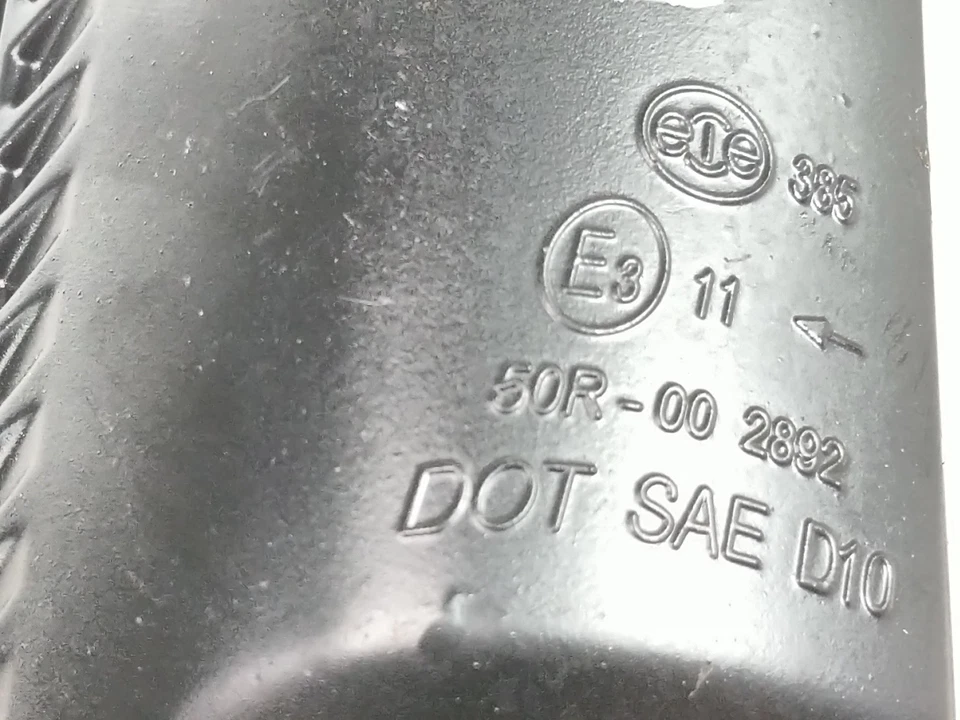 eCe 385
E3 11
50R-00 2892
DOT SAE D10